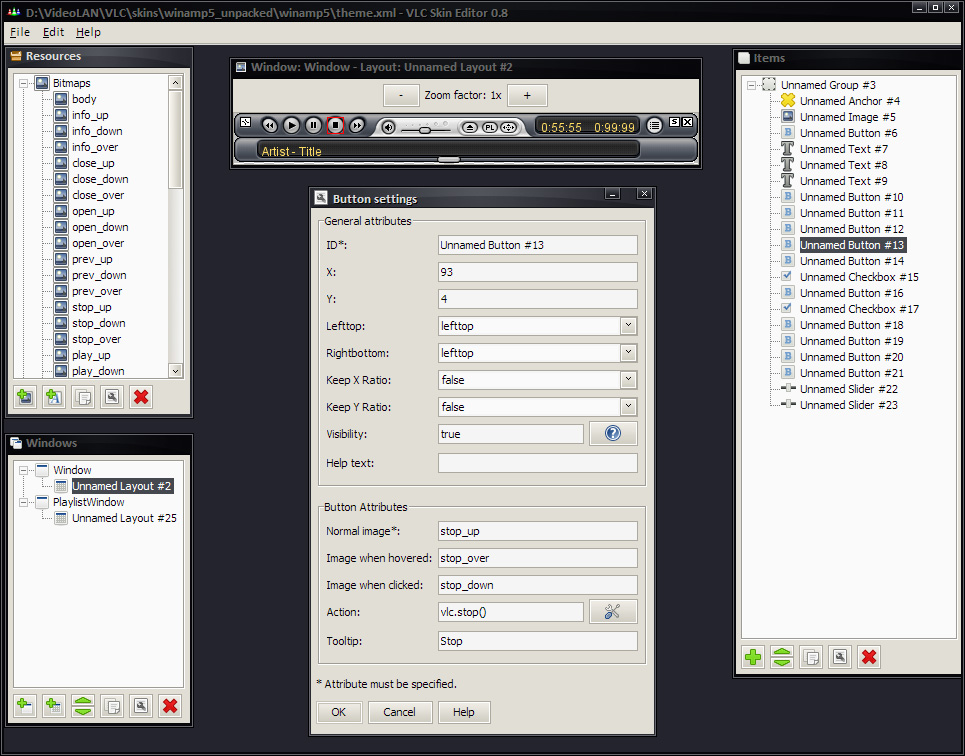 D:\VideoLAN\VLC\skins\winamp5_unpacked\winamp5\theme.xml - VLC Skin Editor 0.8
File Edit Help
Resources
Bitmaps
body
info_up
info_down
info_over
close_up
close_down
close_over
open_up
open_down
open_over
prev_up
prev_down
prev_over
stop_up
stop_down
stop_over
play_up
play_down
Windows
Window
Unnamed Layout #2
PlaylistWindow
Unnamed Layout #25
Window: Window - Layout: Unnamed Layout #2
- Zoom factor: 1x +
PL 0:55:55 0:99:99 S X
Artist - Title
Button settings
General attributes
ID*: Unnamed Button #13
X: 93
Y: 4
Lefttop: lefttop
Rightbottom: lefttop
Keep X Ratio: false
Keep Y Ratio: false
Visibility: true ?
Help text:
Button Attributes
Normal image*: stop_up
Image when hovered: stop_over
Image when clicked: stop_down
Action: vlc.stop()
Tooltip: Stop
* Attribute must be specified.
OK Cancel Help
Items
Unnamed Group #3
Unnamed Anchor #4
Unnamed Image #5
B Unnamed Button #6
T Unnamed Text #7
T Unnamed Text #8
T Unnamed Text #9
B Unnamed Button #10
B Unnamed Button #11
B Unnamed Button #12
B Unnamed Button #13
B Unnamed Button #14
Unnamed Checkbox #15
B Unnamed Button #16
Unnamed Checkbox #17
B Unnamed Button #18
B Unnamed Button #19
B Unnamed Button #20
B Unnamed Button #21
Unnamed Slider #22
Unnamed Slider #23